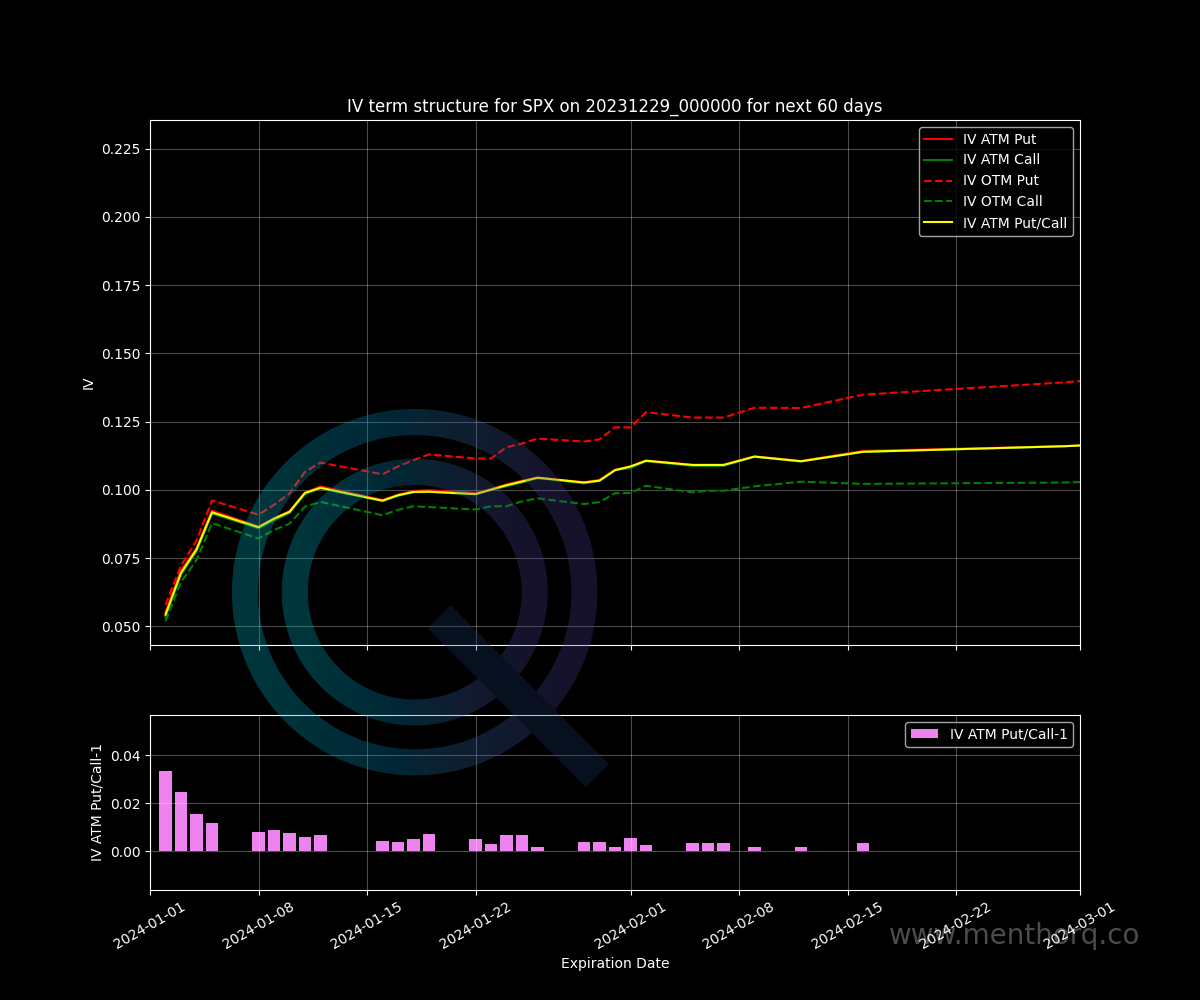 IV term structure for SPX on 20231229_000000 for next 60 days
IV ATM Put
IV ATM Call
IV OTM Put
IV OTM Call
IV ATM Put/Call
0.225
0.200
0.175
0.150
0.125
0.100
0.075
0.050
IV
IV ATM Put/Call-1
0.04
0.02
0.00
IV ATM Put/Call-1
2024-01-01
2024-01-08
2024-01-15
2024-01-22
2024-02-01
2024-02-08
2024-02-15
2024-02-22
2024-03-01
www.menthorq.co
Expiration Date